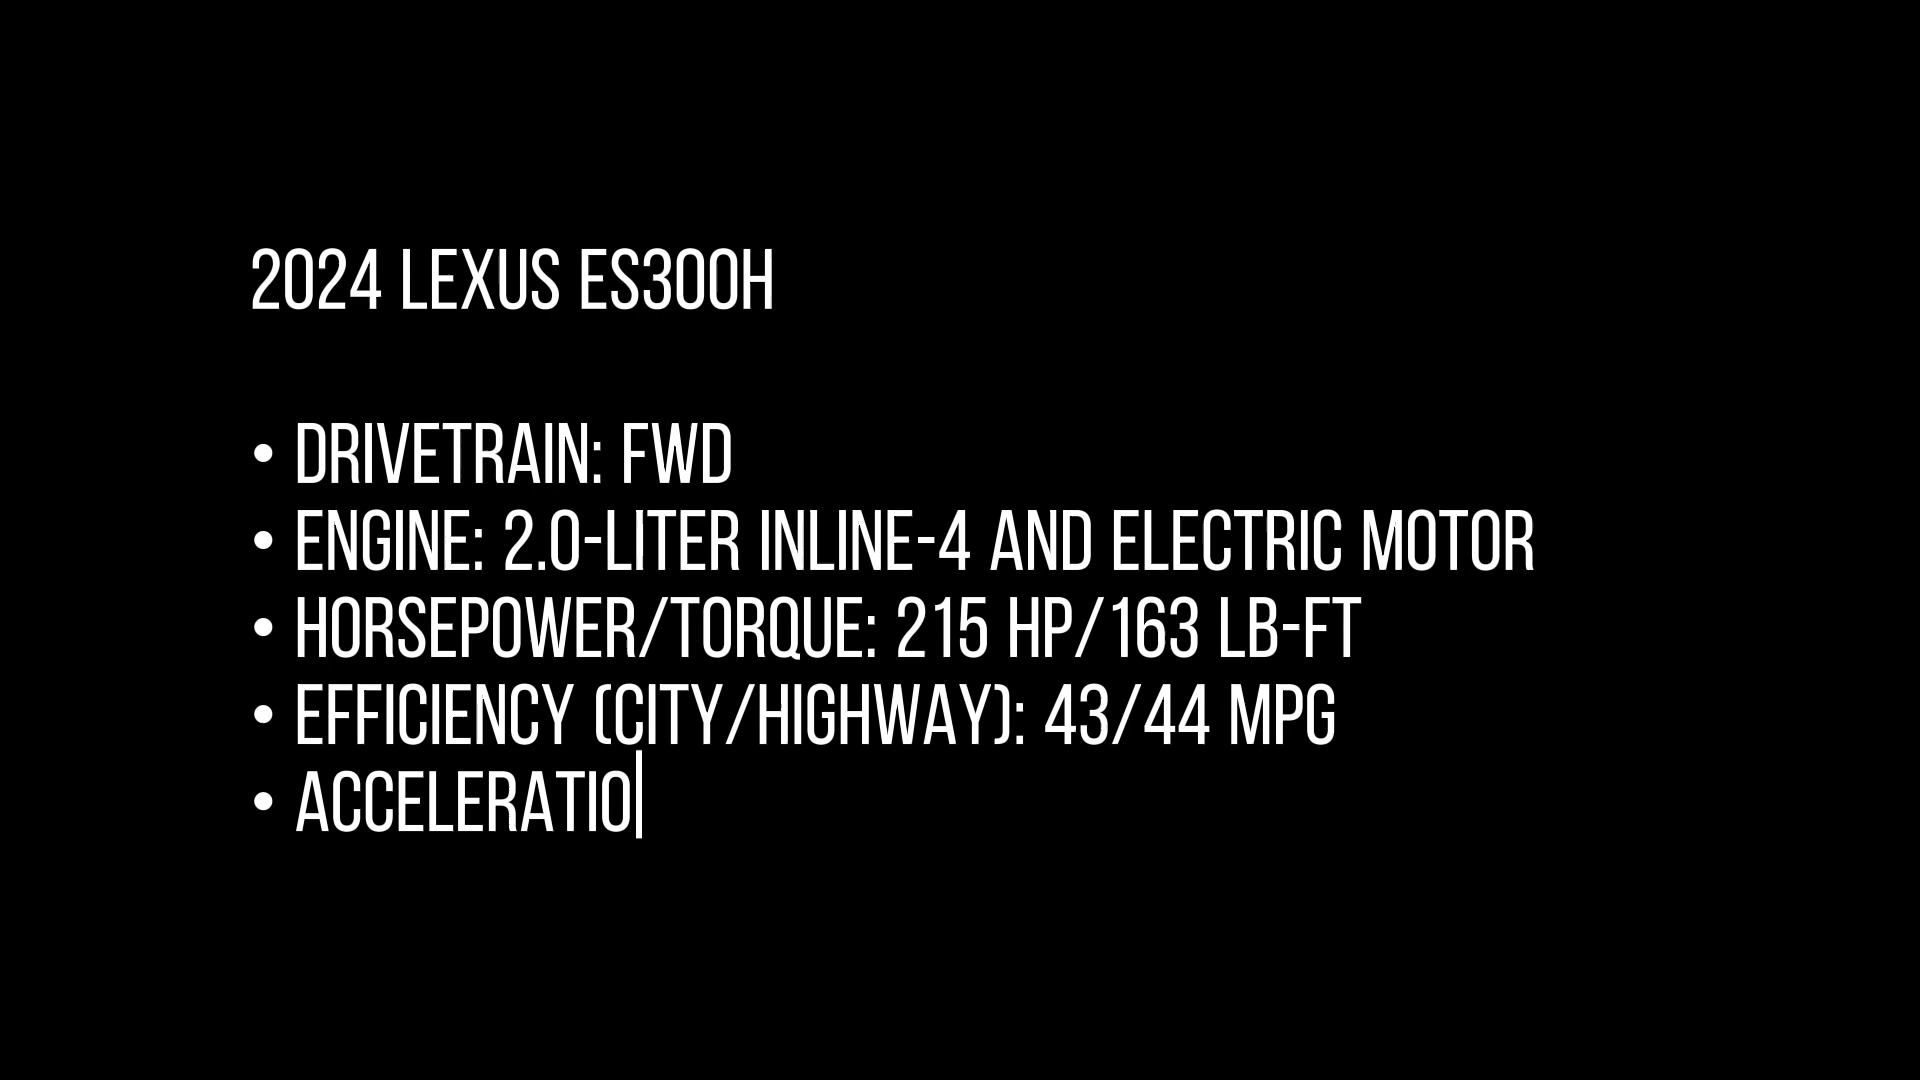 2024 LEXUS ES300H
• DRIVETRAIN: FWD
• ENGINE: 2.0-LITER INLINE-4 AND ELECTRIC MOTOR
• HORSEPOWER/TORQUE: 215 HP/163 LB-FT
• EFFICIENCY (CITY/HIGHWAY): 43/44 MPG
• ACCELERATIO